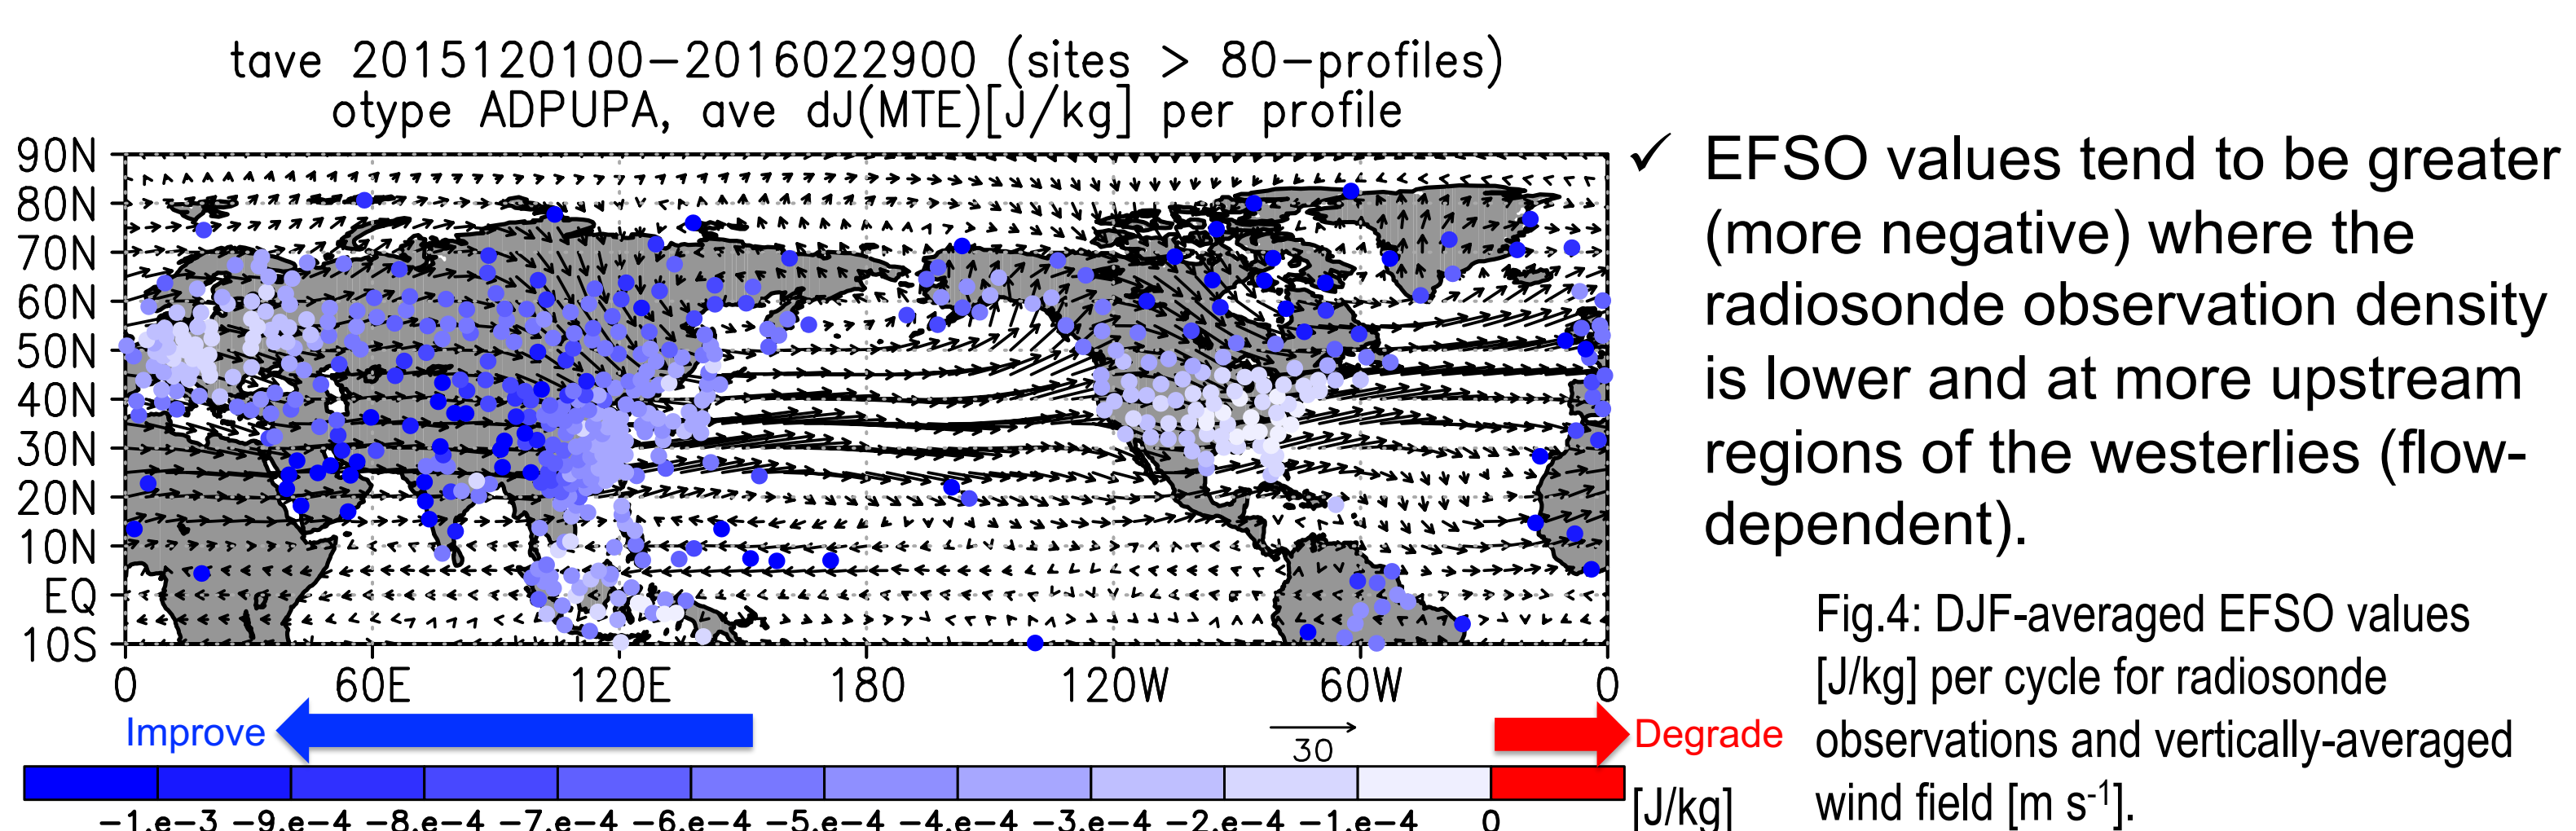 tave 2015120100-2016022900 (sites > 80-profiles)
otype ADPUPA, ave dJ(MTE)[J/kg] per profile
90N
80N
70N
60N
50N
40N
30N
20N
10N
EQ
10S
0 60E 120E 180 120W 60W 0
Improve
30
Degrade
-1.e-3 -9.e-4 -8.e-4 -7.e-4 -6.e-4 -5.e-4 -4.e-4 -3.e-4 -2.e-4 -1.e-4 0
[J/kg]
✓ EFSO values tend to be greater
(more negative) where the
radiosonde observation density
is lower and at more upstream
regions of the westerlies (flow-
dependent).
Fig.4: DJF-averaged EFSO values
[J/kg] per cycle for radiosonde
observations and vertically-averaged
wind field [m s⁻¹].